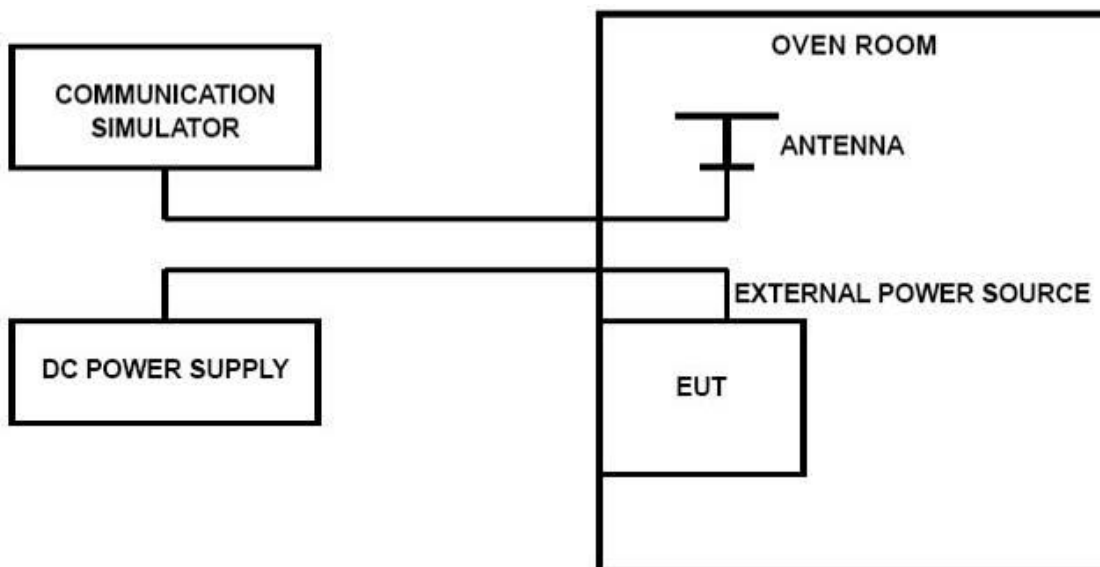 OVEN ROOM
COMMUNICATION
SIMULATOR
ANTENNA
EXTERNAL POWER SOURCE
DC POWER SUPPLY
EUT